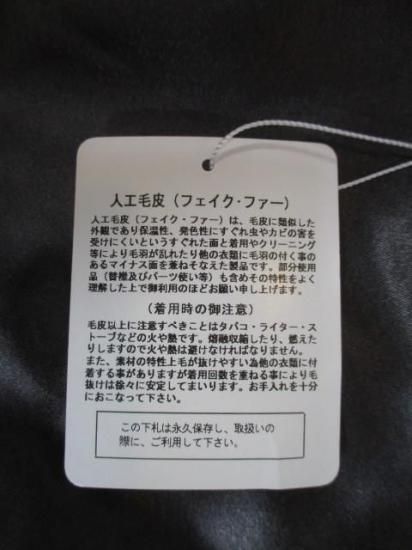 人工毛皮（フェイク・ファー）
人工毛皮（フェイク・ファー）は、毛皮に類似した
外観であり保温性、発色性にすぐれ虫やカビの害を
受けにくいというすぐれた面と着用やクリーニング
等により毛羽が乱れたり他の衣類に毛羽の付く事の
あるマイナス面を兼ねそなえた製品です。部分使用
品（替襟及びパーツ使い等）も含めその特性をよく
理解した上で御利用のほどお願い申し上げます。
（着用時の御注意）
毛皮以上に注意すべきことはタバコ・ライター・ス
トーブなどの火や熱です。熔融収縮したり、燃えた
りしますので火や熱は避けなければなりません。
また、素材の特性上毛が抜けやすい為他の衣類に付
着する事がありますが着用回数を重ねる事により毛
抜けは徐々に安定してまいります。お手入れを十分
におこなって下さい。
この下札は永久保存し、取扱いの
際に、ご利用して下さい。